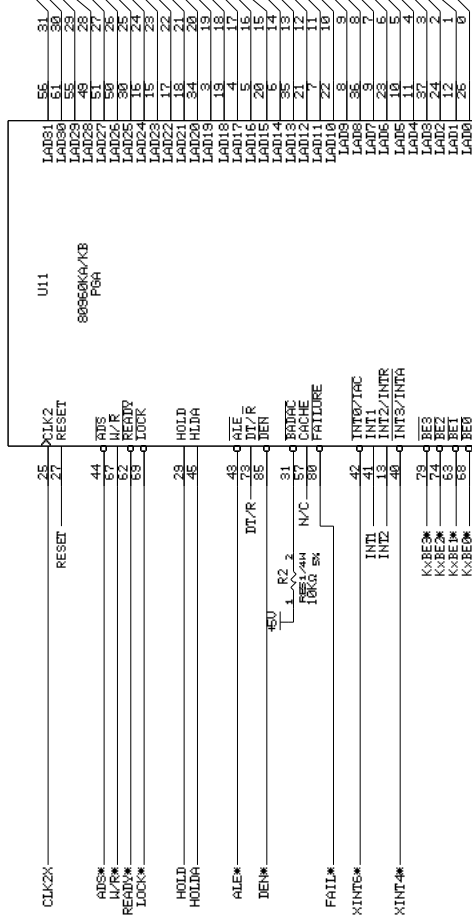 U11
80960KA/KB
PGA
CLK2X 25 CLK2
RESET 27 RESET
ADS* 44 ADS
W/R* 67 W/R
READY* 62 READY
LOCK* 69 LOCK
HOLD 29 HOLD
HOLDA 45 HLDA
ALE* 43 ALE
DT/R 73 DT/R
DEN* 85 DEN
+5V 1 R2 2 31 BADAC
RES1/4W
10KΩ 5%
N/C 57 CACHE
FAIL* 80 FAILURE
XINT6* 42 INT0/IAC
INT1 41 INT1
INT2 13 INT2/INTR
XINT4* 40 INT3/INTA
KxBE3* 79 BE3
KxBE2* 74 BE2
KxBE1* 63 BE1
KxBE0* 68 BE0
LAD31 56 31
LAD30 61 30
LAD29 55 29
LAD28 49 28
LAD27 51 27
LAD26 50 26
LAD25 30 25
LAD24 16 24
LAD23 15 23
LAD22 17 22
LAD21 18 21
LAD20 34 20
LAD19 3 19
LAD18 19 18
LAD17 4 17
LAD16 5 16
LAD15 20 15
LAD14 6 14
LAD13 35 13
LAD12 21 12
LAD11 7 11
LAD10 22 10
LAD9 8 9
LAD8 36 8
LAD7 9 7
LAD6 23 6
LAD5 10 5
LAD4 11 4
LAD3 37 3
LAD2 24 2
LAD1 12 1
LAD0 26 0